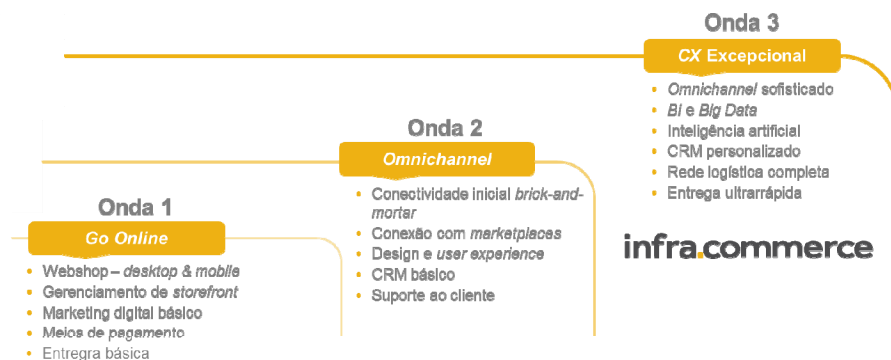 Onda 1
Go Online
• Webshop – desktop & mobile
• Gerenciamento de storefront
• Marketing digital básico
• Meios de pagamento
• Entregra básica
Onda 2
Omnichannel
• Conectividade inicial brick-and-
mortar
• Conexão com marketplaces
• Design e user experience
• CRM básico
• Suporte ao cliente
Onda 3
CX Excepcional
• Omnichannel sofisticado
• BI e Big Data
• Inteligência artificial
• CRM personalizado
• Rede logística completa
• Entrega ultrarrápida
infra.commerce